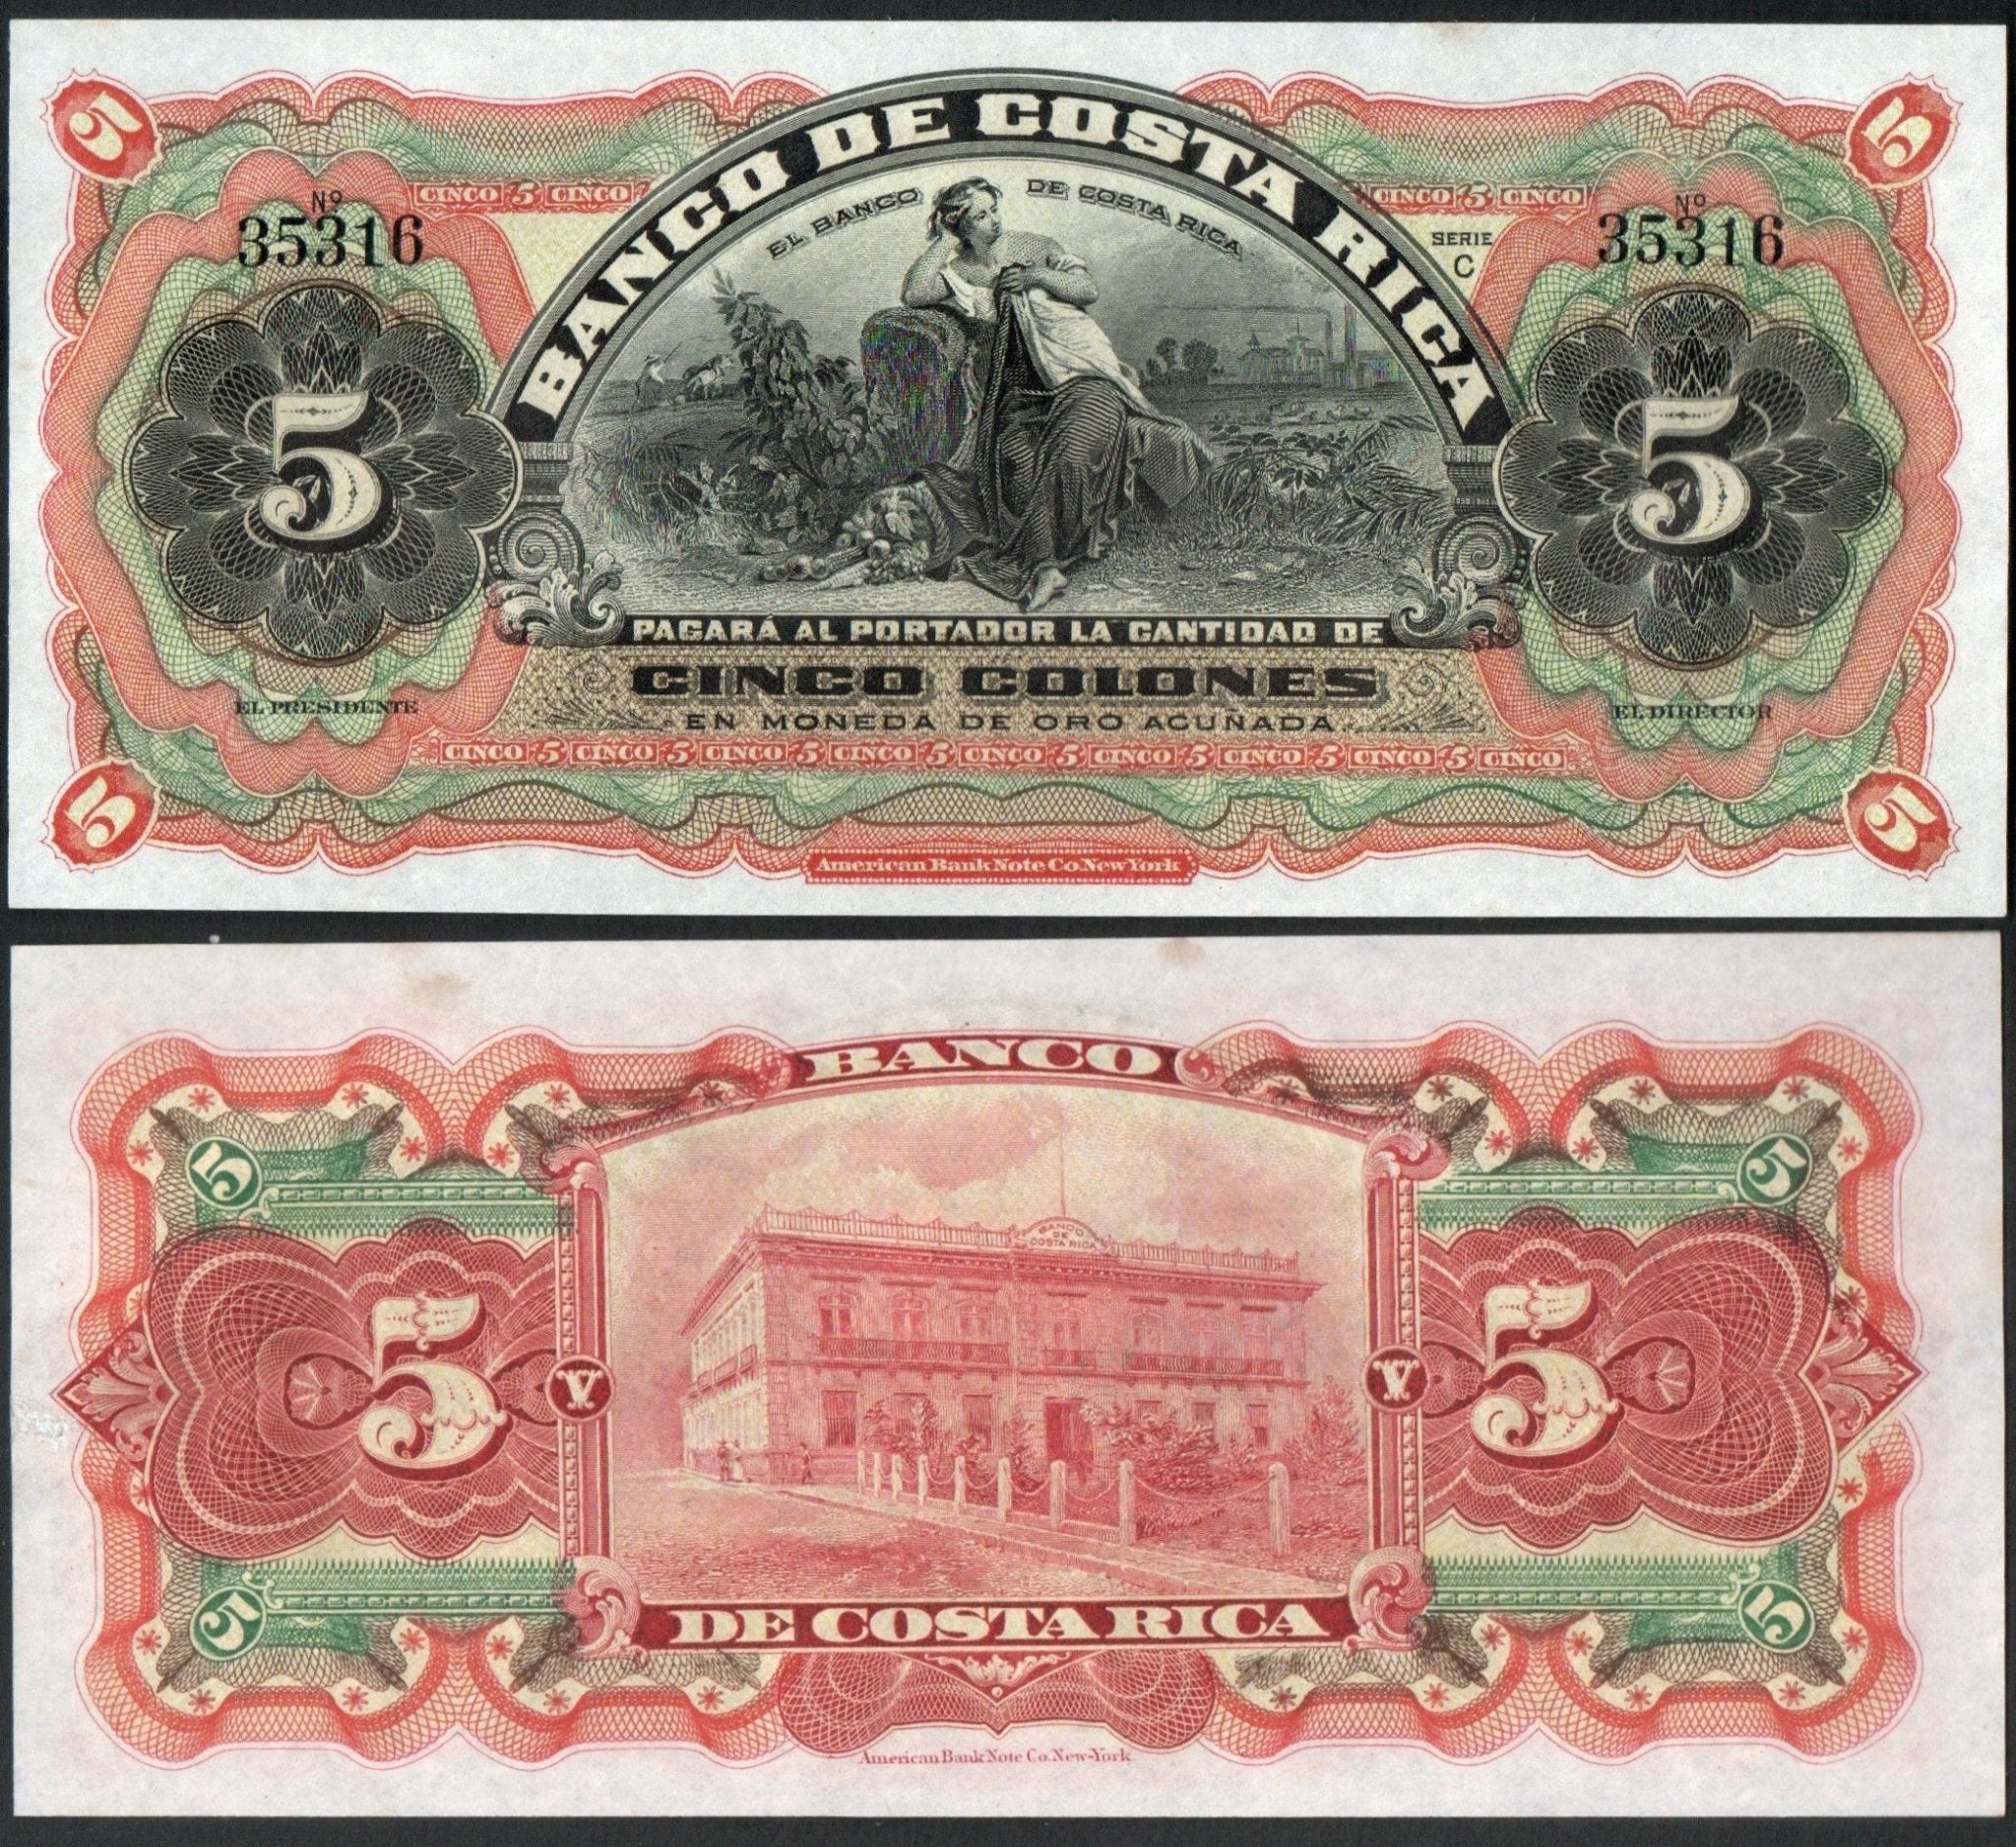 5 5
BANCO DE COSTA RICA
CINCO 5 CINCO
CINCO 5 CINCO
EL BANCO DE COSTA RICA
Nº 35316
SERIE C
Nº 35316
5 5
PAGARÁ AL PORTADOR LA CANTIDAD DE
CINCO COLONES
EN MONEDA DE ORO ACUÑADA
EL PRESIDENTE
EL DIRECTOR
CINCO 5 CINCO 5 CINCO 5 CINCO 5 CINCO 5 CINCO 5 CINCO 5 CINCO 5 CINCO
5 5
American Bank Note Co. New York
BANCO
5 5
BANCO
DE
COSTA RICA
5 V V 5
5 5
DE COSTA RICA
American Bank Note Co. New-York